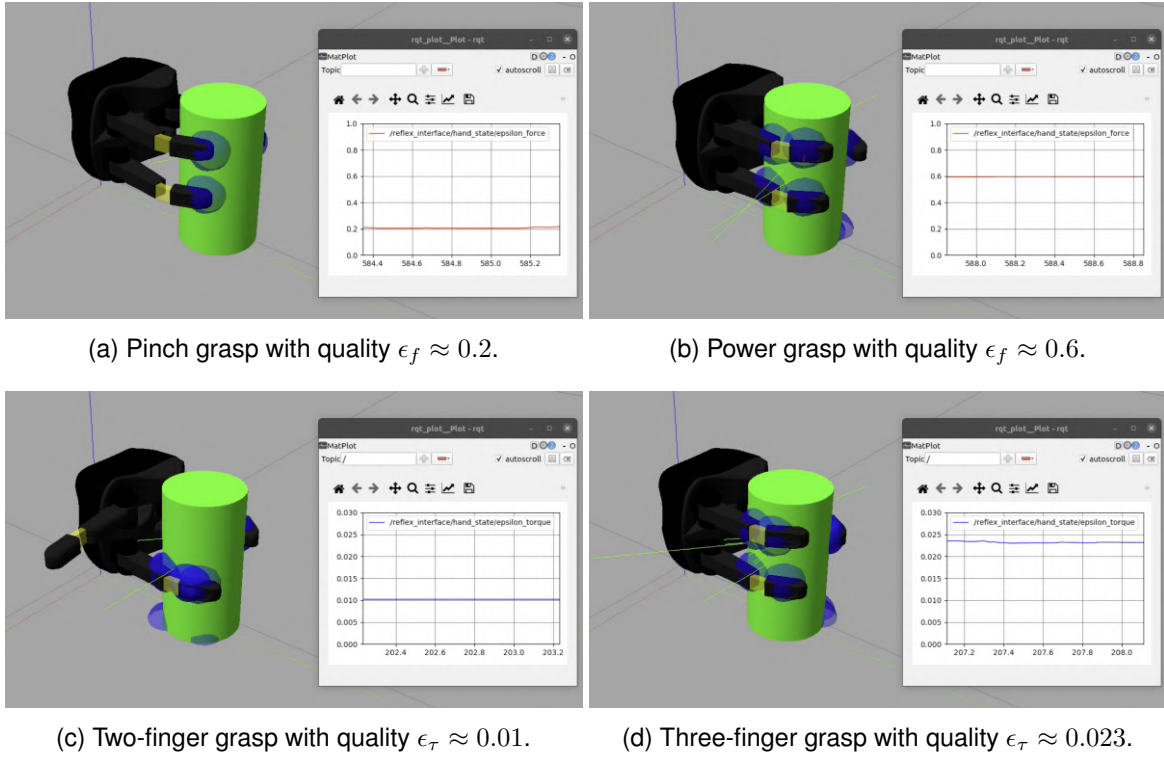 rqt_plot__Plot - rqt
MatPlot
D
- O
Topic
autoscroll
/reflex_interface/hand_state/epsilon_force
1.0
0.8
0.6
0.4
0.2
0.0
584.4 584.6 584.8 585.0 585.2
(a) Pinch grasp with quality ϵf ≈ 0.2.
rqt_plot__Plot - rqt
MatPlot
D
- O
Topic
autoscroll
/reflex_interface/hand_state/epsilon_force
1.0
0.8
0.6
0.4
0.2
0.0
588.0 588.2 588.4 588.6 588.8
(b) Power grasp with quality ϵf ≈ 0.6.
rqt_plot__Plot - rqt
MatPlot
D
- O
Topic /
autoscroll
/reflex_interface/hand_state/epsilon_torque
0.030
0.025
0.020
0.015
0.010
0.005
0.000
202.4 202.6 202.8 203.0 203.2
(c) Two-finger grasp with quality ϵτ ≈ 0.01.
rqt_plot__Plot - rqt
MatPlot
D
- O
Topic /
autoscroll
/reflex_interface/hand_state/epsilon_torque
0.030
0.025
0.020
0.015
0.010
0.005
0.000
207.2 207.4 207.6 207.8 208.0
(d) Three-finger grasp with quality ϵτ ≈ 0.023.